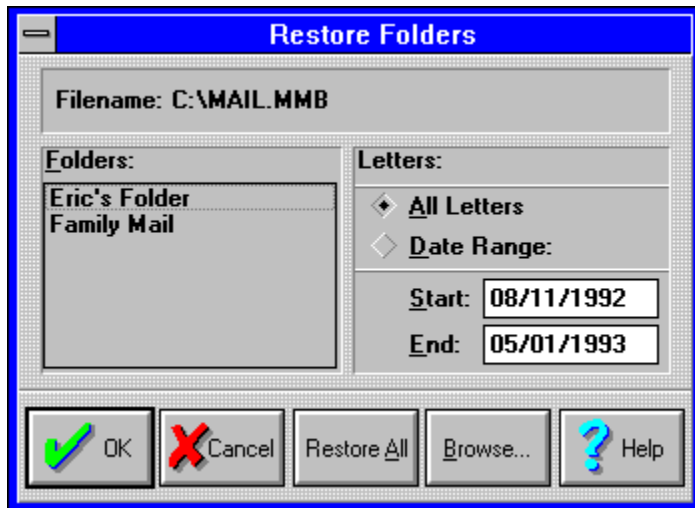 Restore Folders
Filename: C:\MAIL.MMB
Folders:
Eric's Folder
Family Mail
Letters:
All Letters
Date Range:
Start: 08/11/1992
End: 05/01/1993
OK
Cancel
Restore All
Browse...
Help